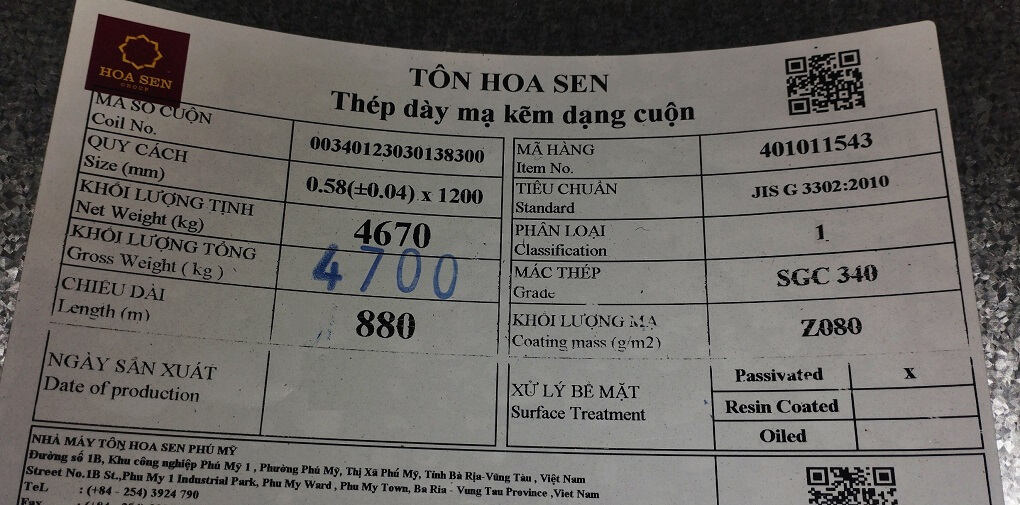 HOA SEN
GROUP
TÔN HOA SEN
Thép dày mạ kẽm dạng cuộn
MÃ SỐ CUỘN
Coil No.
00340123030138300
MÃ HÀNG
Item No.
401011543
QUY CÁCH
Size (mm)
0.58(±0.04) x 1200
TIÊU CHUẨN
Standard
JIS G 3302:2010
KHỐI LƯỢNG TỊNH
Net Weight (kg)
4670
PHÂN LOẠI
Classification
1
KHỐI LƯỢNG TỔNG
Gross Weight ( kg )
4700
MÁC THÉP
Grade
SGC 340
CHIỀU DÀI
Length (m)
880
KHỐI LƯỢNG MẠ
Coating mass (g/m2)
Z080
NGÀY SẢN XUẤT
Date of production
XỬ LÝ BỀ MẶT
Surface Treatment
Passivated X
Resin Coated
Oiled
NHÀ MÁY TÔN HOA SEN PHÚ MỸ
Đường số 1B, Khu công nghiệp Phú Mỹ 1 , Phường Phú Mỹ, Thị Xã Phú Mỹ, Tỉnh Bà Rịa-Vũng Tàu, Việt Nam
Street No.1B St.,Phu My 1 Industrial Park, Phu My Ward , Phu My Town, Ba Ria - Vung Tau Province ,Viet Nam
TeL : (+84 - 254) 3924 790
Fax